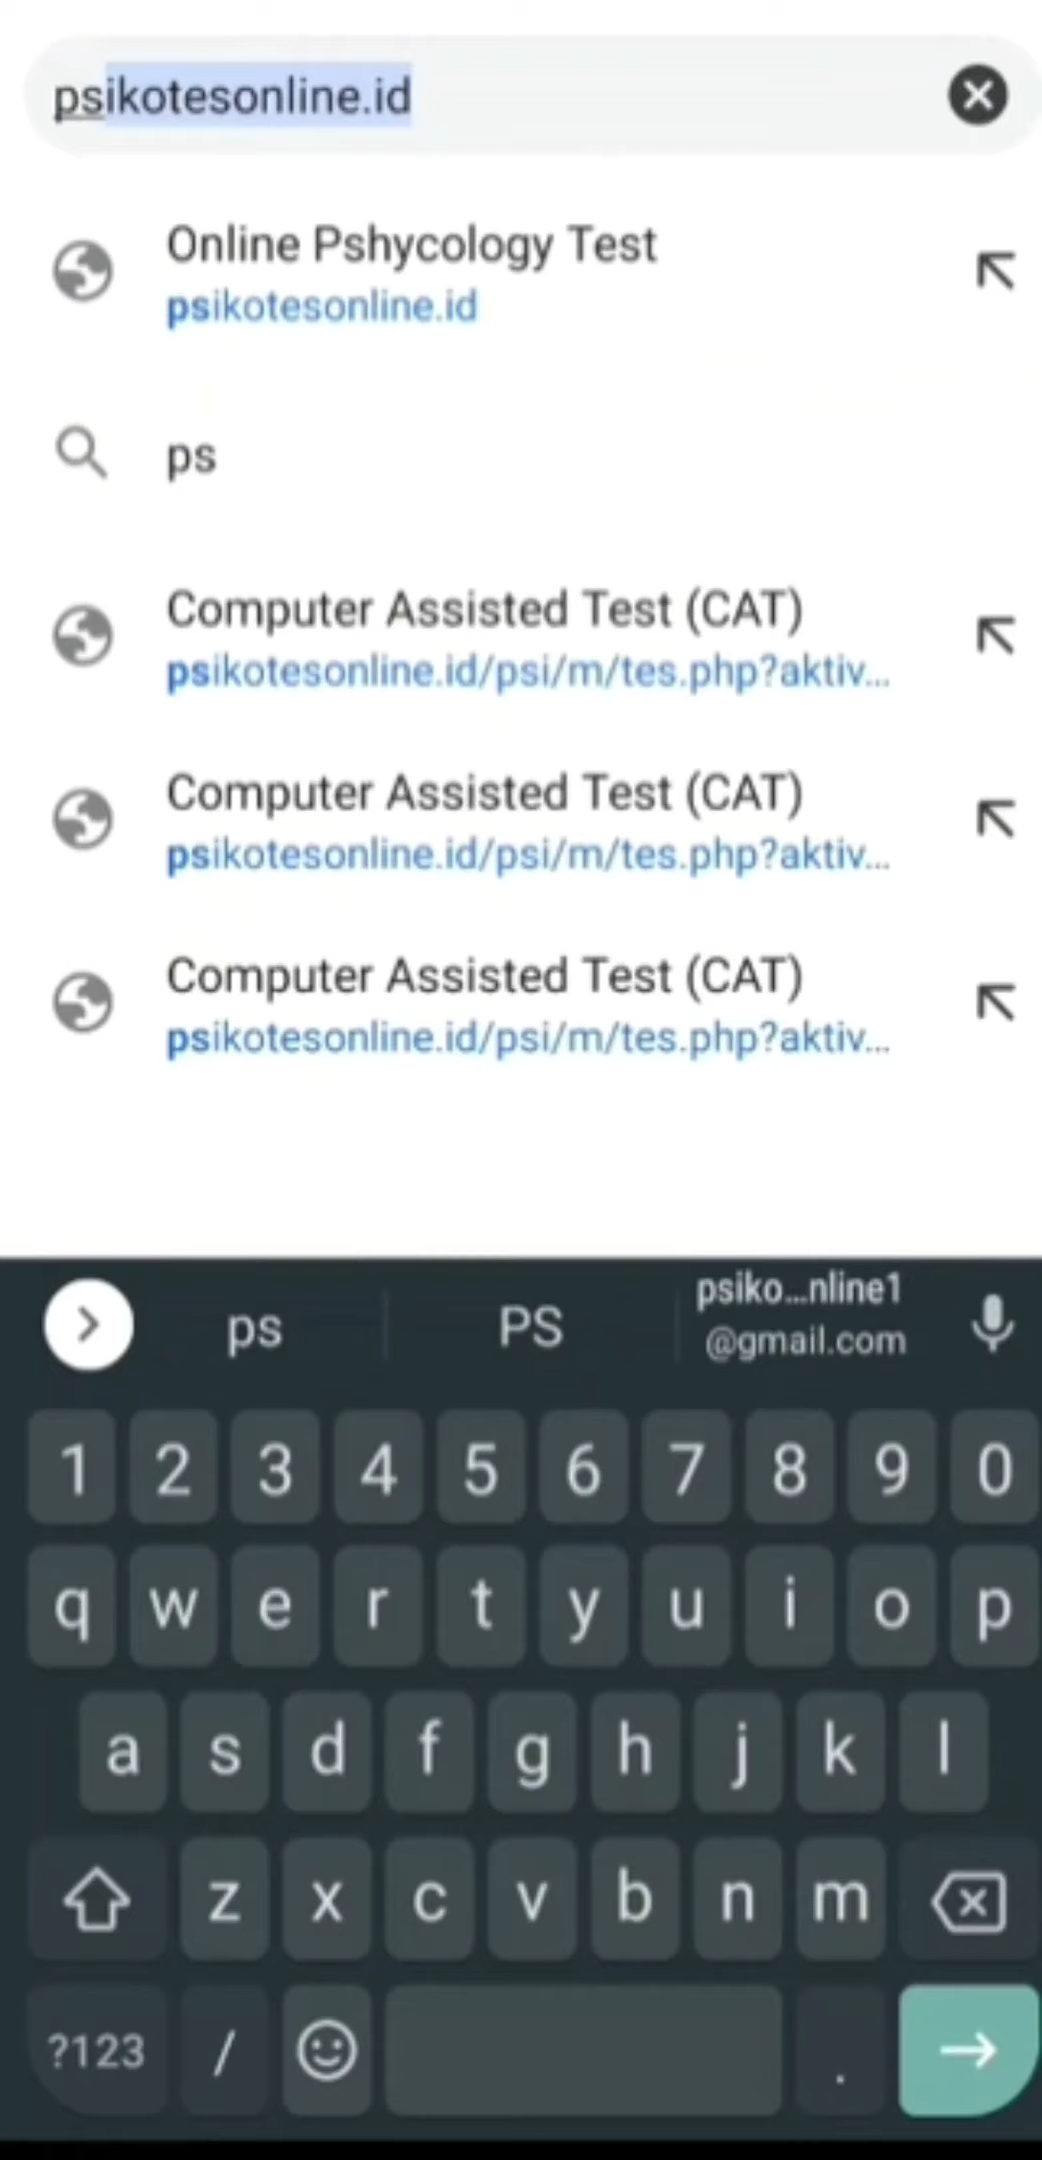 psikotesonline.id
Online Pshycology Test
psikotesonline.id
ps
Computer Assisted Test (CAT)
psikotesonline.id/psi/m/tes.php?aktiv...
Computer Assisted Test (CAT)
psikotesonline.id/psi/m/tes.php?aktiv...
Computer Assisted Test (CAT)
psikotesonline.id/psi/m/tes.php?aktiv...
ps PS psiko...nline1
@gmail.com
1 2 3 4 5 6 7 8 9 0
q w e r t y u i o p
a s d f g h j k l
z x c v b n m
?123 / .